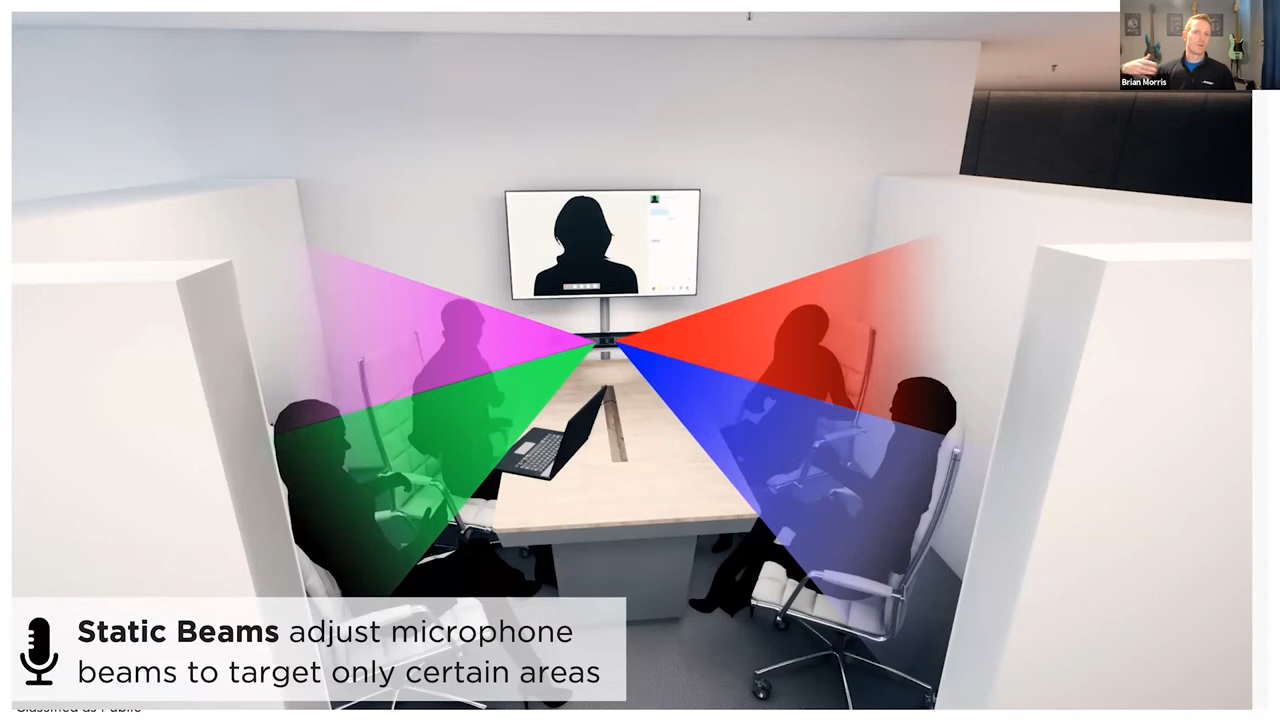 Brian Morris
Static Beams adjust microphone
beams to target only certain areas
Classified as Public